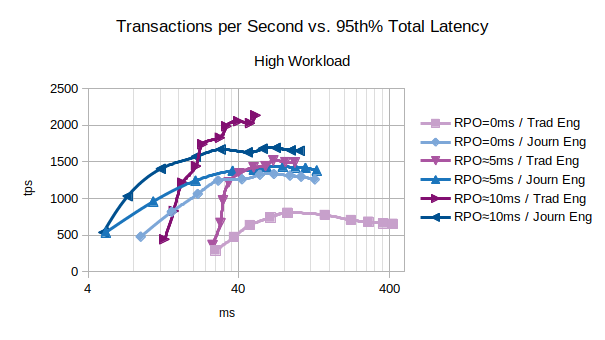 Transactions per Second vs. 95th% Total Latency
High Workload
2500
2000
1500
1000
500
0
tps
4
40
400
ms
RPO=0ms / Trad Eng
RPO=0ms / Journ Eng
RPO≈5ms / Trad Eng
RPO≈5ms / Journ Eng
RPO≈10ms / Trad Eng
RPO≈10ms / Journ Eng